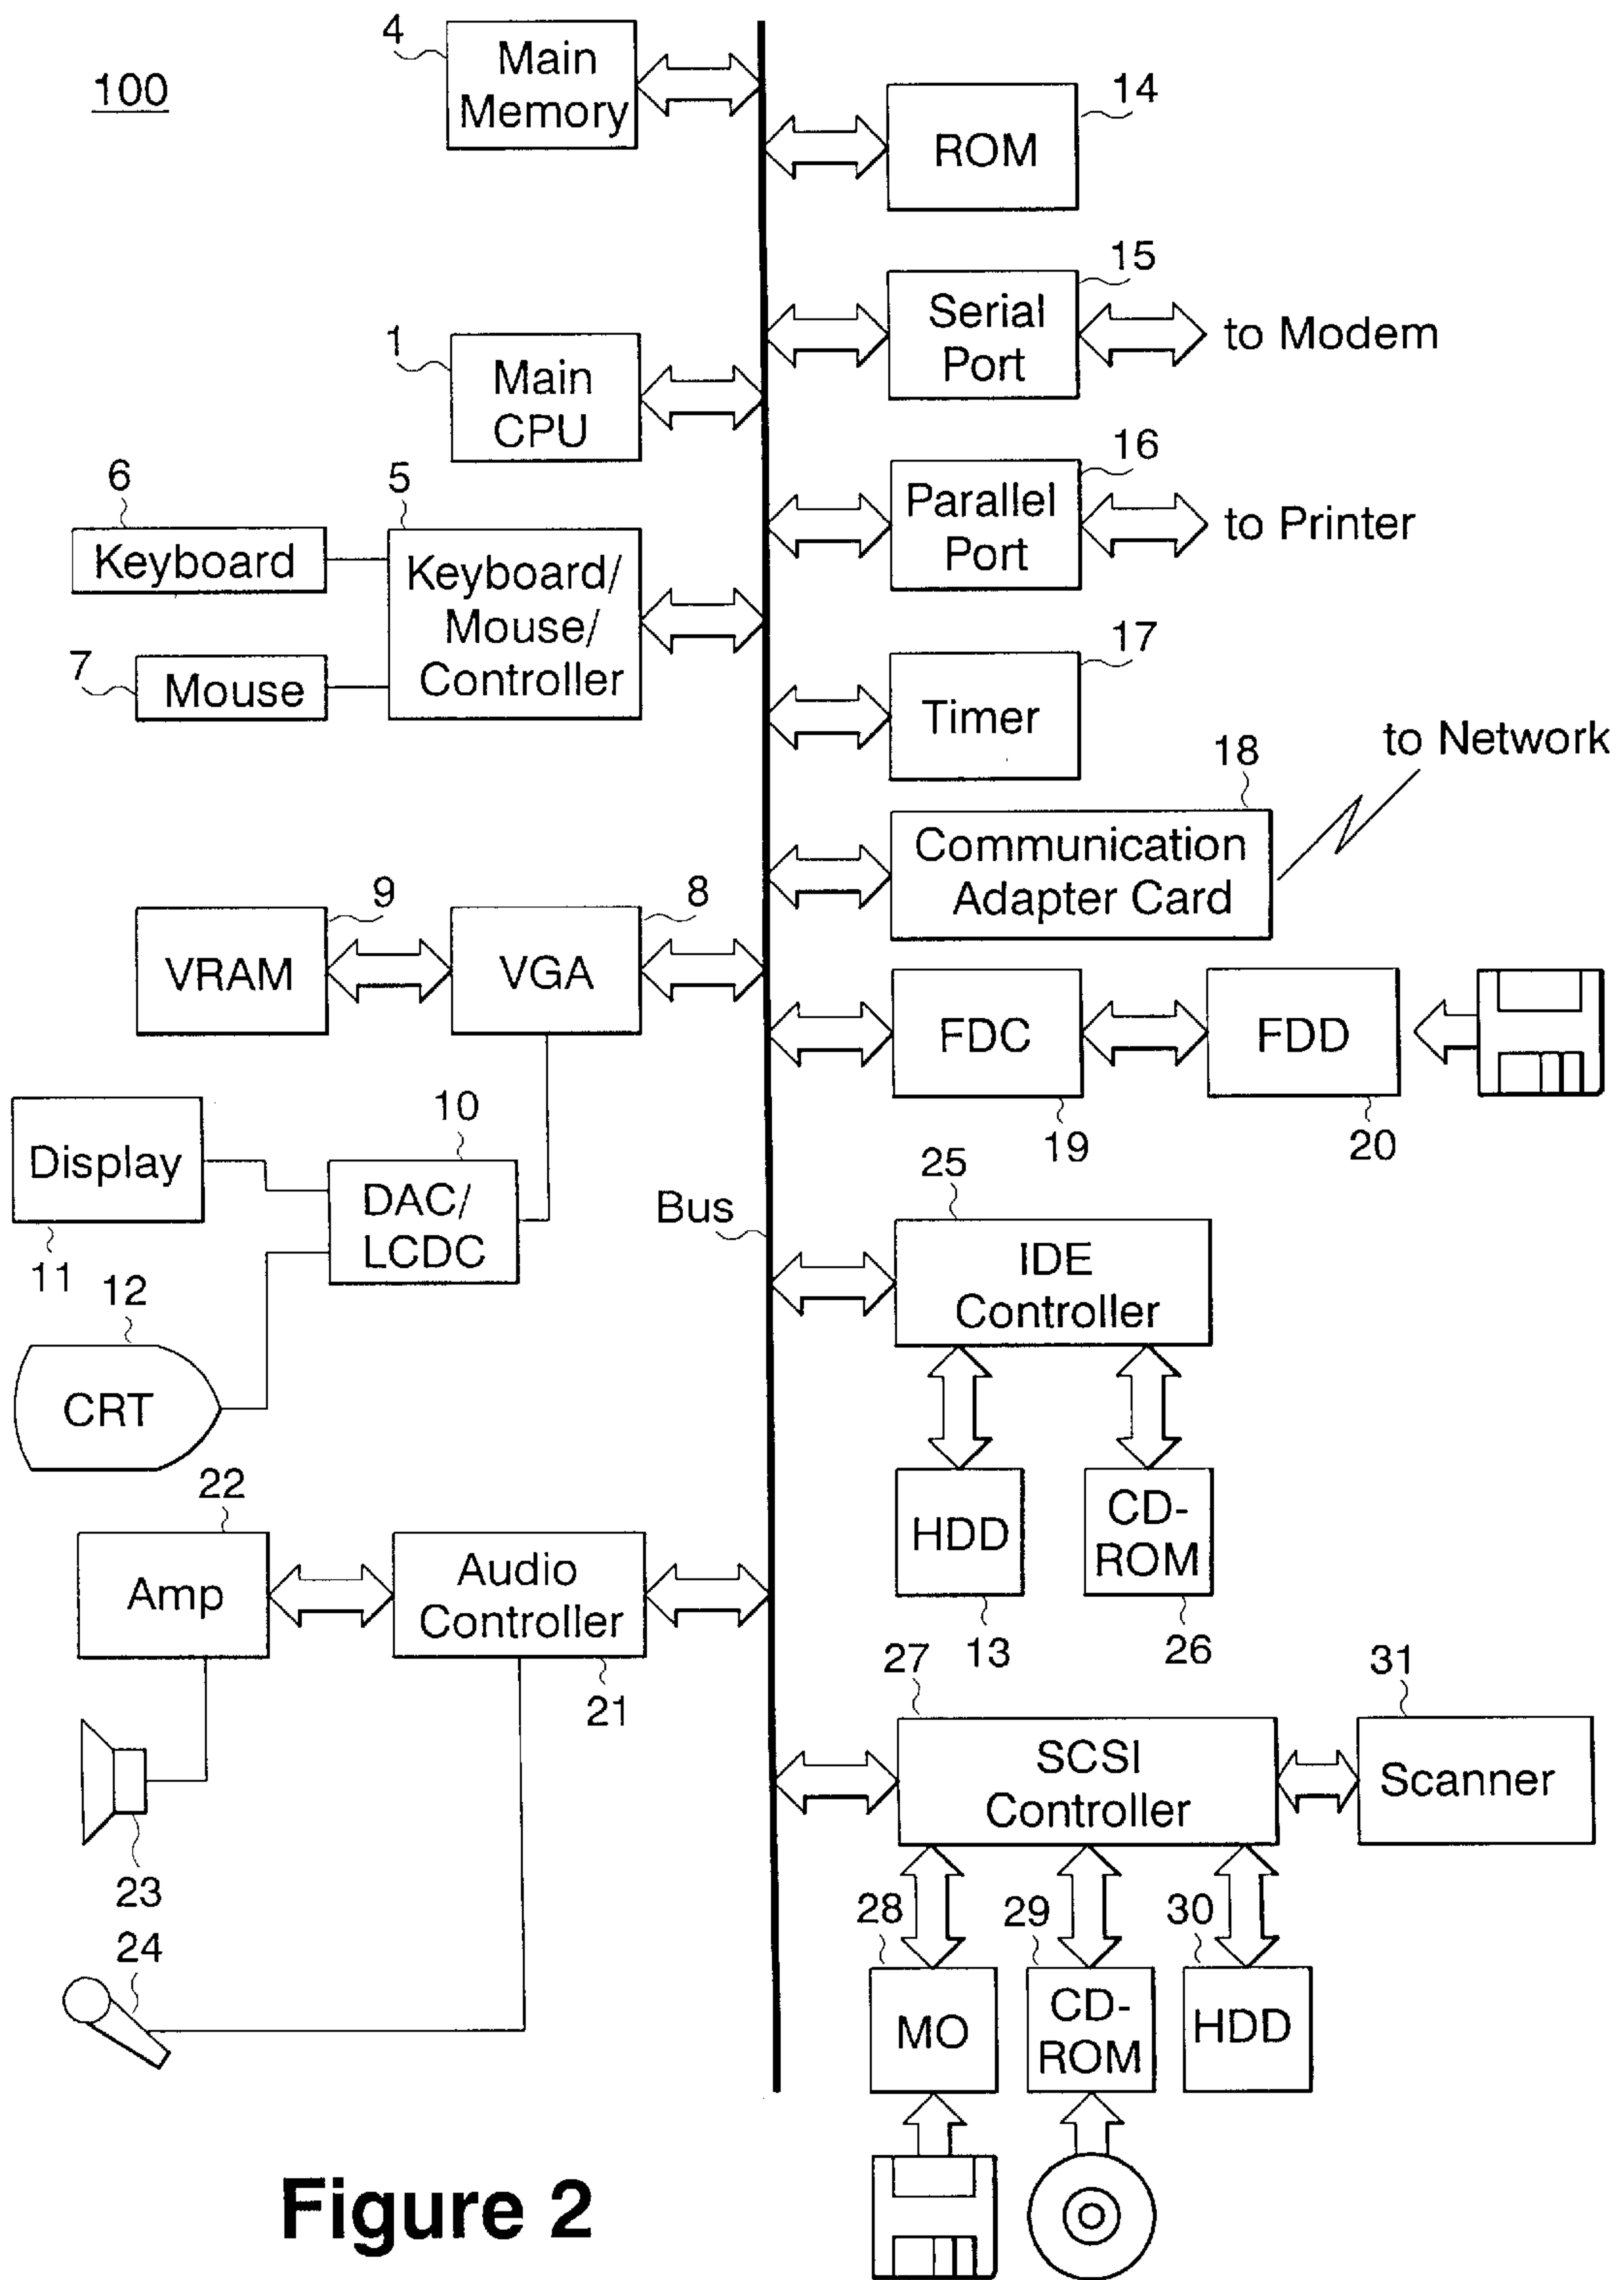 100
4
Main
Memory
14
ROM
15
Serial
Port
to Modem
1
Main
CPU
16
Parallel
Port
to Printer
6
Keyboard
5
Keyboard/
Mouse/
Controller
7
Mouse
17
Timer
18
to Network
Communication
Adapter Card
9
VRAM
8
VGA
FDC
19
FDD
20
10
DAC/
LCDC
Display
11
Bus
25
IDE
Controller
12
CRT
HDD
13
CD-
ROM
26
22
Amp
Audio
Controller
21
27
SCSI
Controller
31
Scanner
23
24
28
MO
29
CD-
ROM
30
HDD
Figure 2